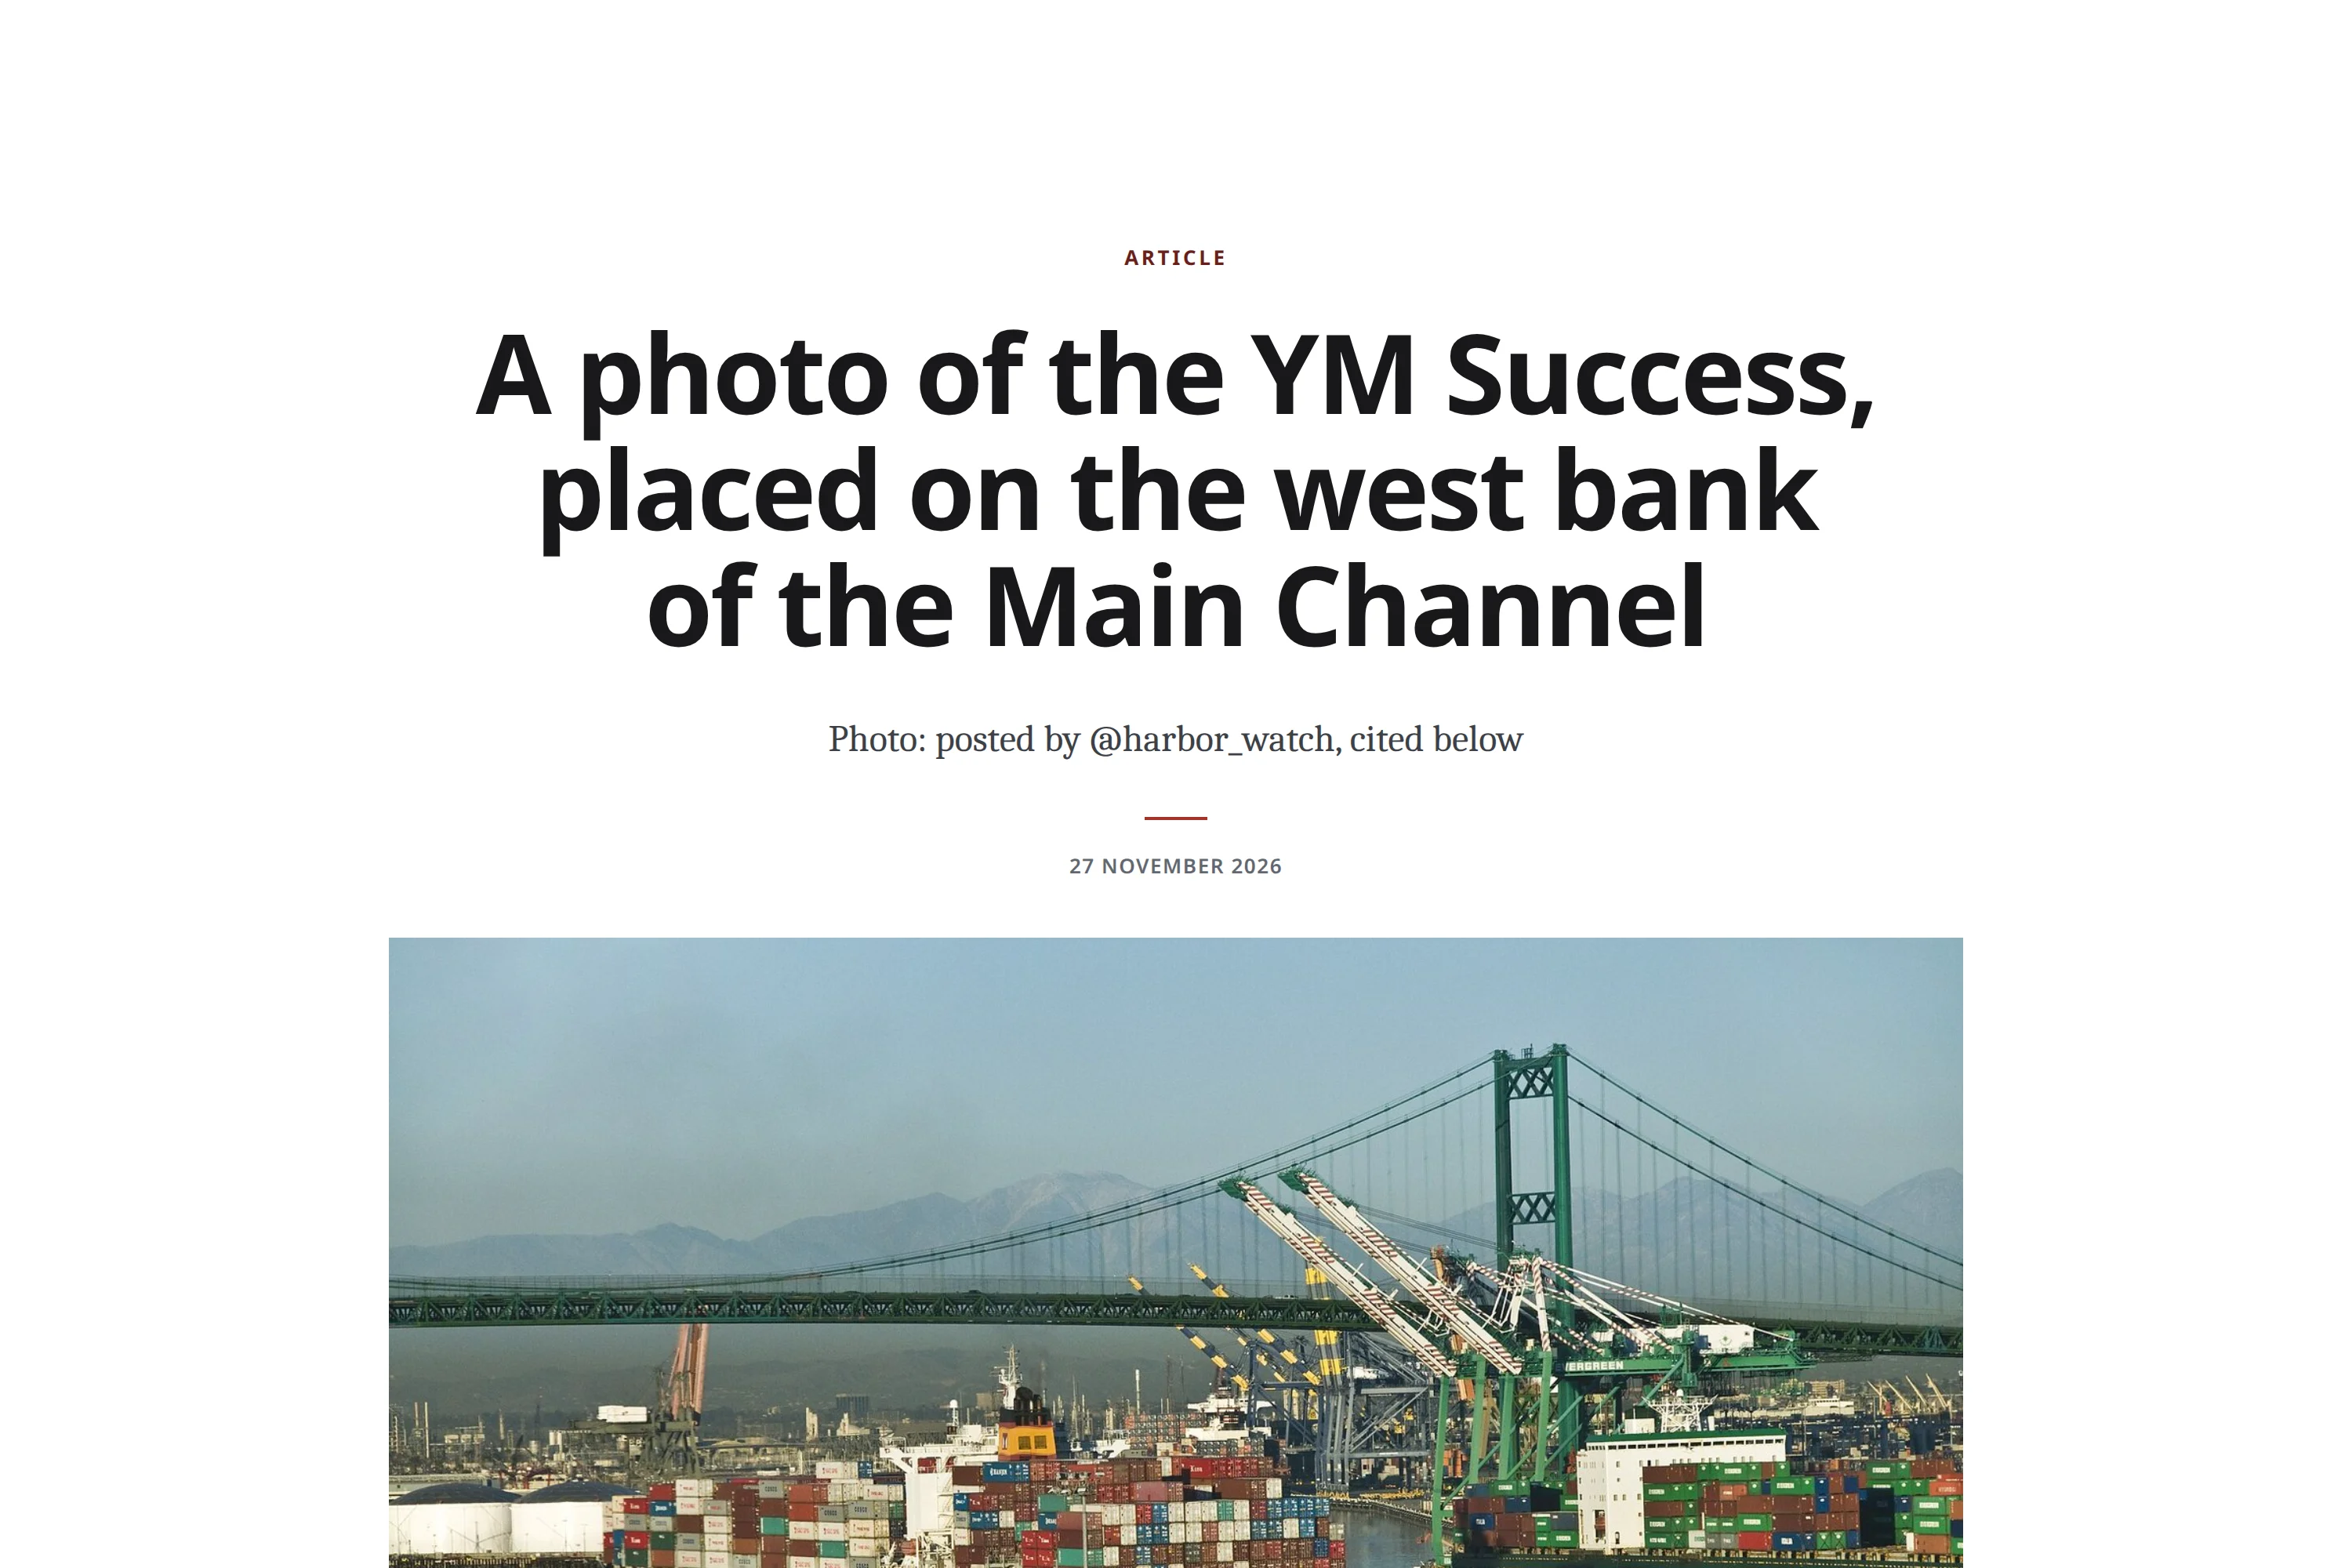 ARTICLE
A photo of the YM Success,
placed on the west bank
of the Main Channel
Photo: posted by @harbor_watch, cited below
27 NOVEMBER 2026
VERGREEN